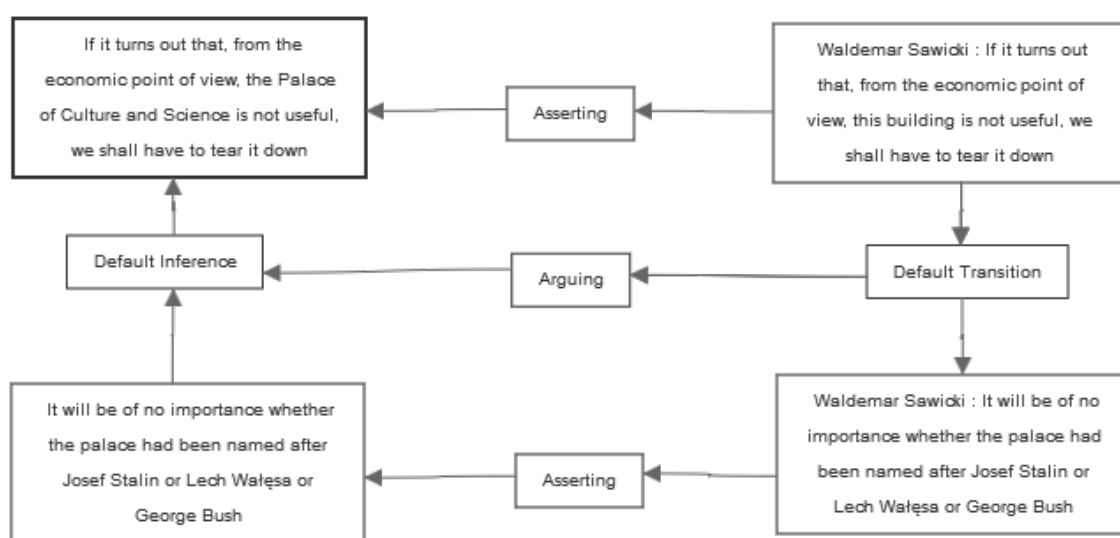 If it turns out that, from the
economic point of view, the Palace
of Culture and Science is not useful,
we shall have to tear it down
Asserting
Waldemar Sawicki : If it turns out
that, from the economic point of
view, this building is not useful, we
shall have to tear it down
Default Inference
Arguing
Default Transition
It will be of no importance whether
the palace had been named after
Josef Stalin or Lech Wałęsa or
George Bush
Asserting
Waldemar Sawicki : It will be of no
importance whether the palace had
been named after Josef Stalin or
Lech Wałęsa or George Bush